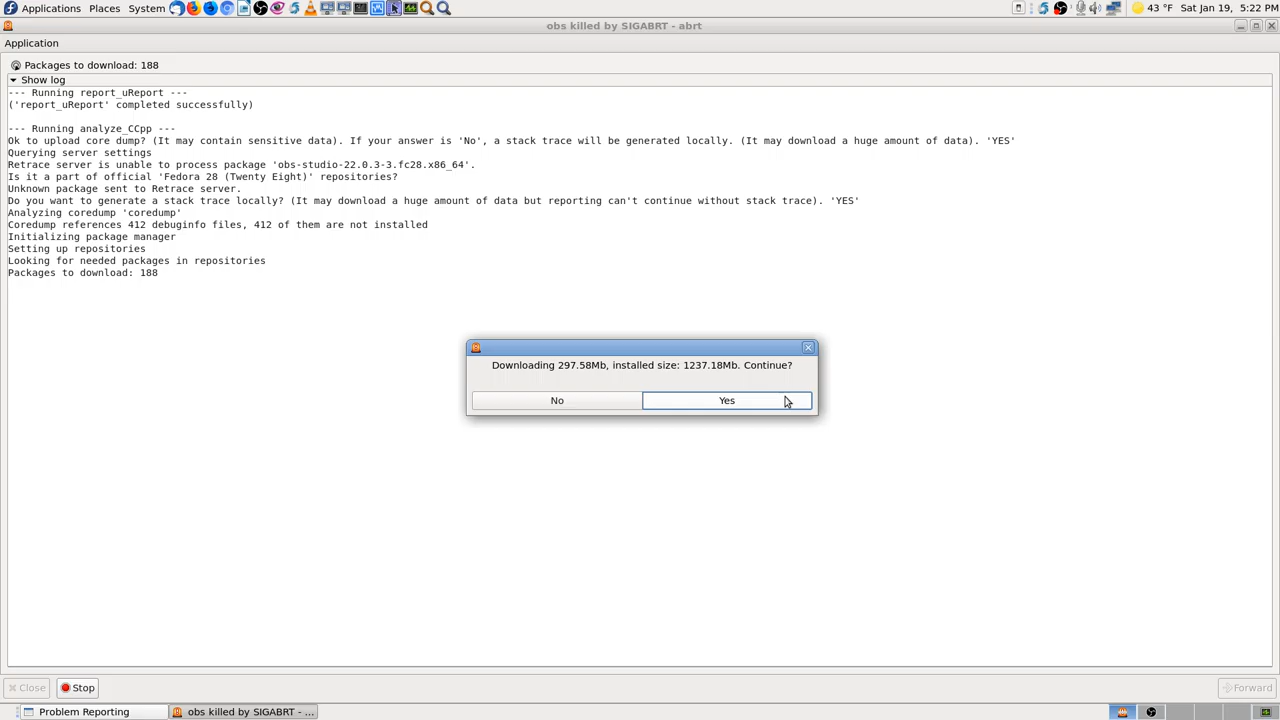 Applications Places System 43 °F Sat Jan 19, 5:22 PM
obs killed by SIGABRT - abrt
Application
Packages to download: 188
Show log
--- Running report_uReport ---
('report_uReport' completed successfully)
--- Running analyze_CCpp ---
Ok to upload core dump? (It may contain sensitive data). If your answer is 'No', a stack trace will be generated locally. (It may download a huge amount of data). 'YES'
Querying server settings
Retrace server is unable to process package 'obs-studio-22.0.3-3.fc28.x86_64'.
Is it a part of official 'Fedora 28 (Twenty Eight)' repositories?
Unknown package sent to Retrace server.
Do you want to generate a stack trace locally? (It may download a huge amount of data but reporting can't continue without stack trace). 'YES'
Analyzing coredump 'coredump'
Coredump references 412 debuginfo files, 412 of them are not installed
Initializing package manager
Setting up repositories
Looking for needed packages in repositories
Packages to download: 188
Downloading 297.58Mb, installed size: 1237.18Mb. Continue?
No Yes
Close Stop Forward
Problem Reporting obs killed by SIGABRT - ...